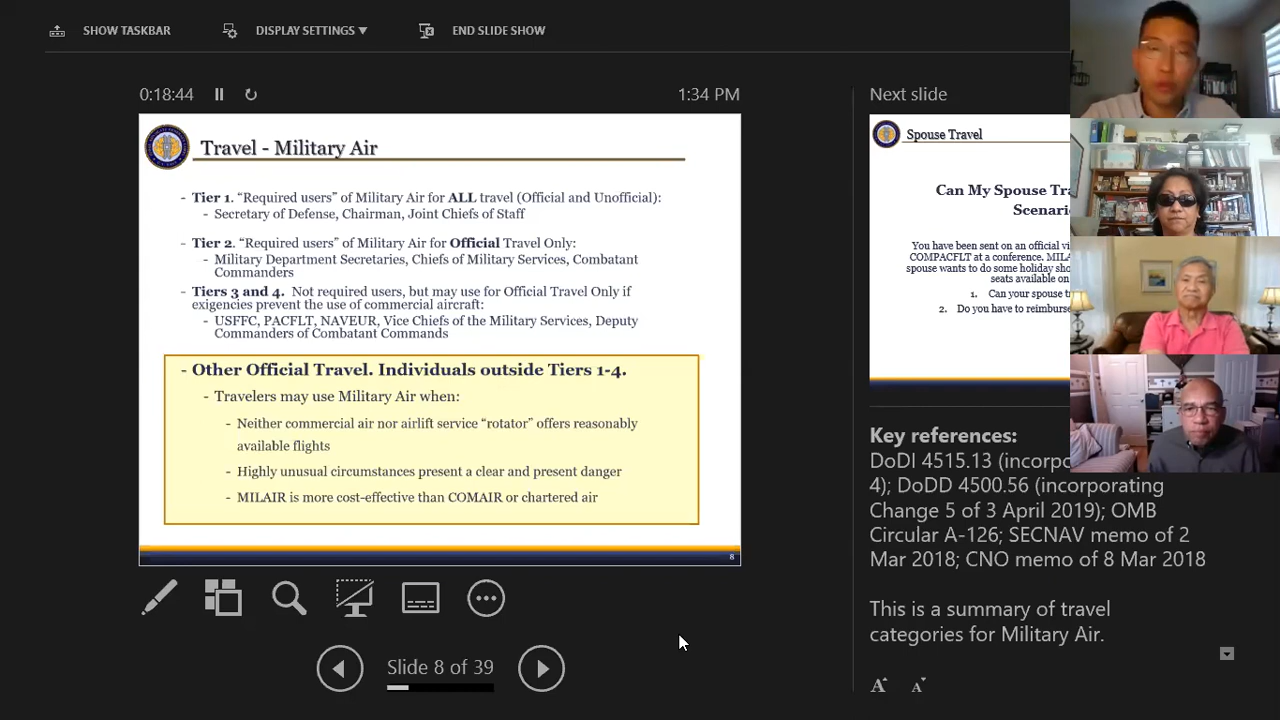 SHOW TASKBAR
DISPLAY SETTINGS
END SLIDE SHOW
0:18:44
1:34 PM
Travel - Military Air
- Tier 1. “Required users” of Military Air for ALL travel (Official and Unofficial):
- Secretary of Defense, Chairman, Joint Chiefs of Staff
- Tier 2. “Required users” of Military Air for Official Travel Only:
- Military Department Secretaries, Chiefs of Military Services, Combatant
Commanders
- Tiers 3 and 4. Not required users, but may use for Official Travel Only if
exigencies prevent the use of commercial aircraft:
- USFFC, PACFLT, NAVEUR, Vice Chiefs of the Military Services, Deputy
Commanders of Combatant Commands
- Other Official Travel. Individuals outside Tiers 1-4.
- Travelers may use Military Air when:
- Neither commercial air nor airlift service “rotator” offers reasonably
available flights
- Highly unusual circumstances present a clear and present danger
- MILAIR is more cost-effective than COMAIR or chartered air
8
Slide 8 of 39
Next slide
Spouse Travel
Can My Spouse
Scenari
You have been sent on an official
COMPACFLT at a conference.
spouse wants to do some holiday
seats available on
1. Can your spouse
2. Do you have to reimburs
Key references:
DoDI 4515.13 (incorpo
4); DoDD 4500.56 (incorporating
Change 5 of 3 April 2019); OMB
Circular A-126; SECNAV memo of 2
Mar 2018; CNO memo of 8 Mar 2018
This is a summary of travel
categories for Military Air.
A A